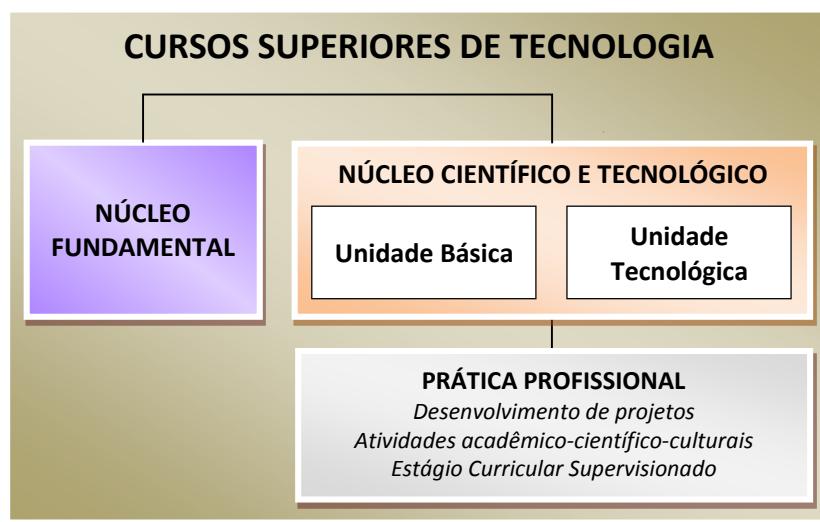 CURSOS SUPERIORES DE TECNOLOGIA
NÚCLEO
FUNDAMENTAL
NÚCLEO CIENTÍFICO E TECNOLÓGICO
Unidade Básica
Unidade
Tecnológica
PRÁTICA PROFISSIONAL
Desenvolvimento de projetos
Atividades acadêmico-científico-culturais
Estágio Curricular Supervisionado